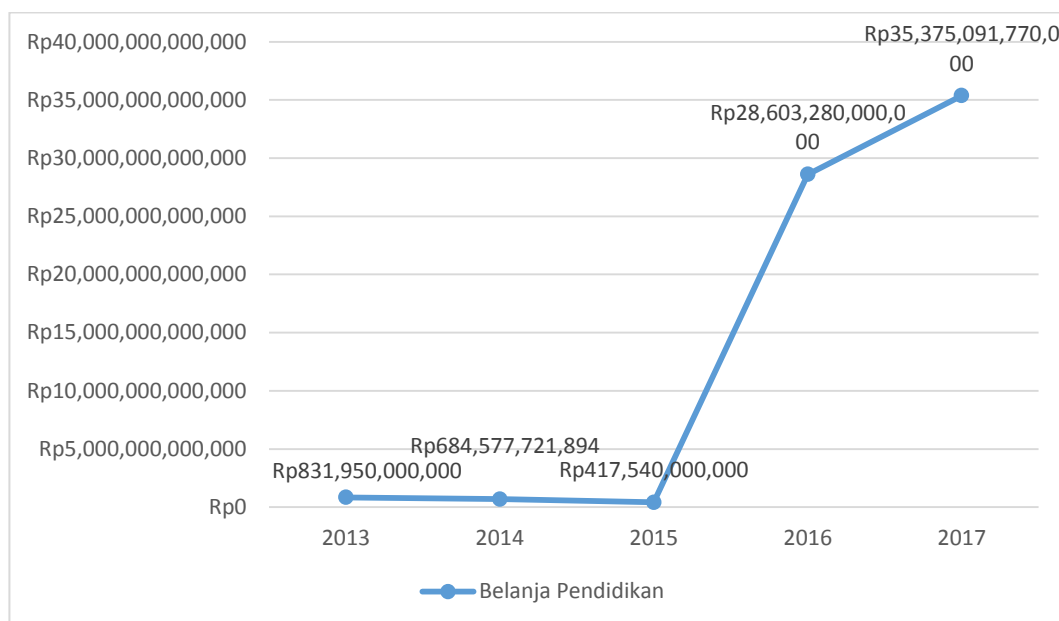 Rp40,000,000,000,000
Rp35,000,000,000,000
Rp30,000,000,000,000
Rp25,000,000,000,000
Rp20,000,000,000,000
Rp15,000,000,000,000
Rp10,000,000,000,000
Rp5,000,000,000,000
Rp0
Rp831,950,000,000
Rp684,577,721,894
Rp417,540,000,000
Rp28,603,280,000,0
00
Rp35,375,091,770,0
00
2013 2014 2015 2016 2017
Belanja Pendidikan